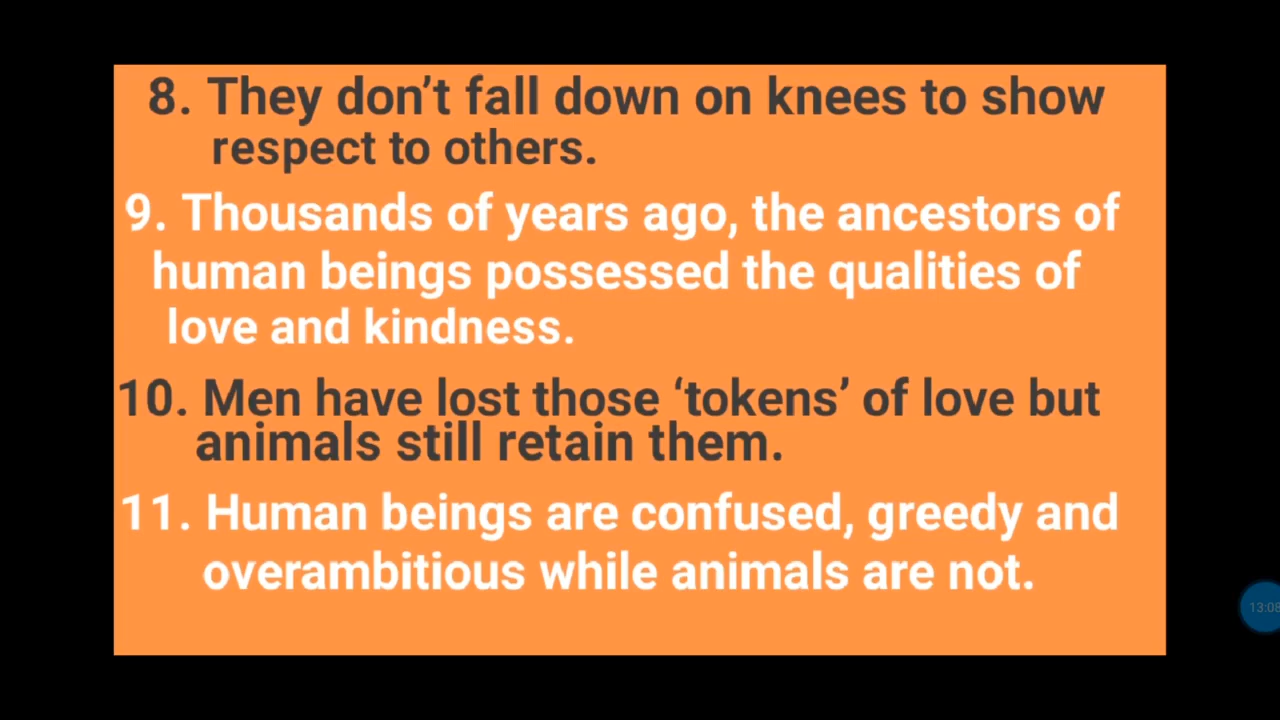 8. They don’t fall down on knees to show
respect to others.
9. Thousands of years ago, the ancestors of
human beings possessed the qualities of
love and kindness.
10. Men have lost those ‘tokens’ of love but
animals still retain them.
11. Human beings are confused, greedy and
overambitious while animals are not.
13:08